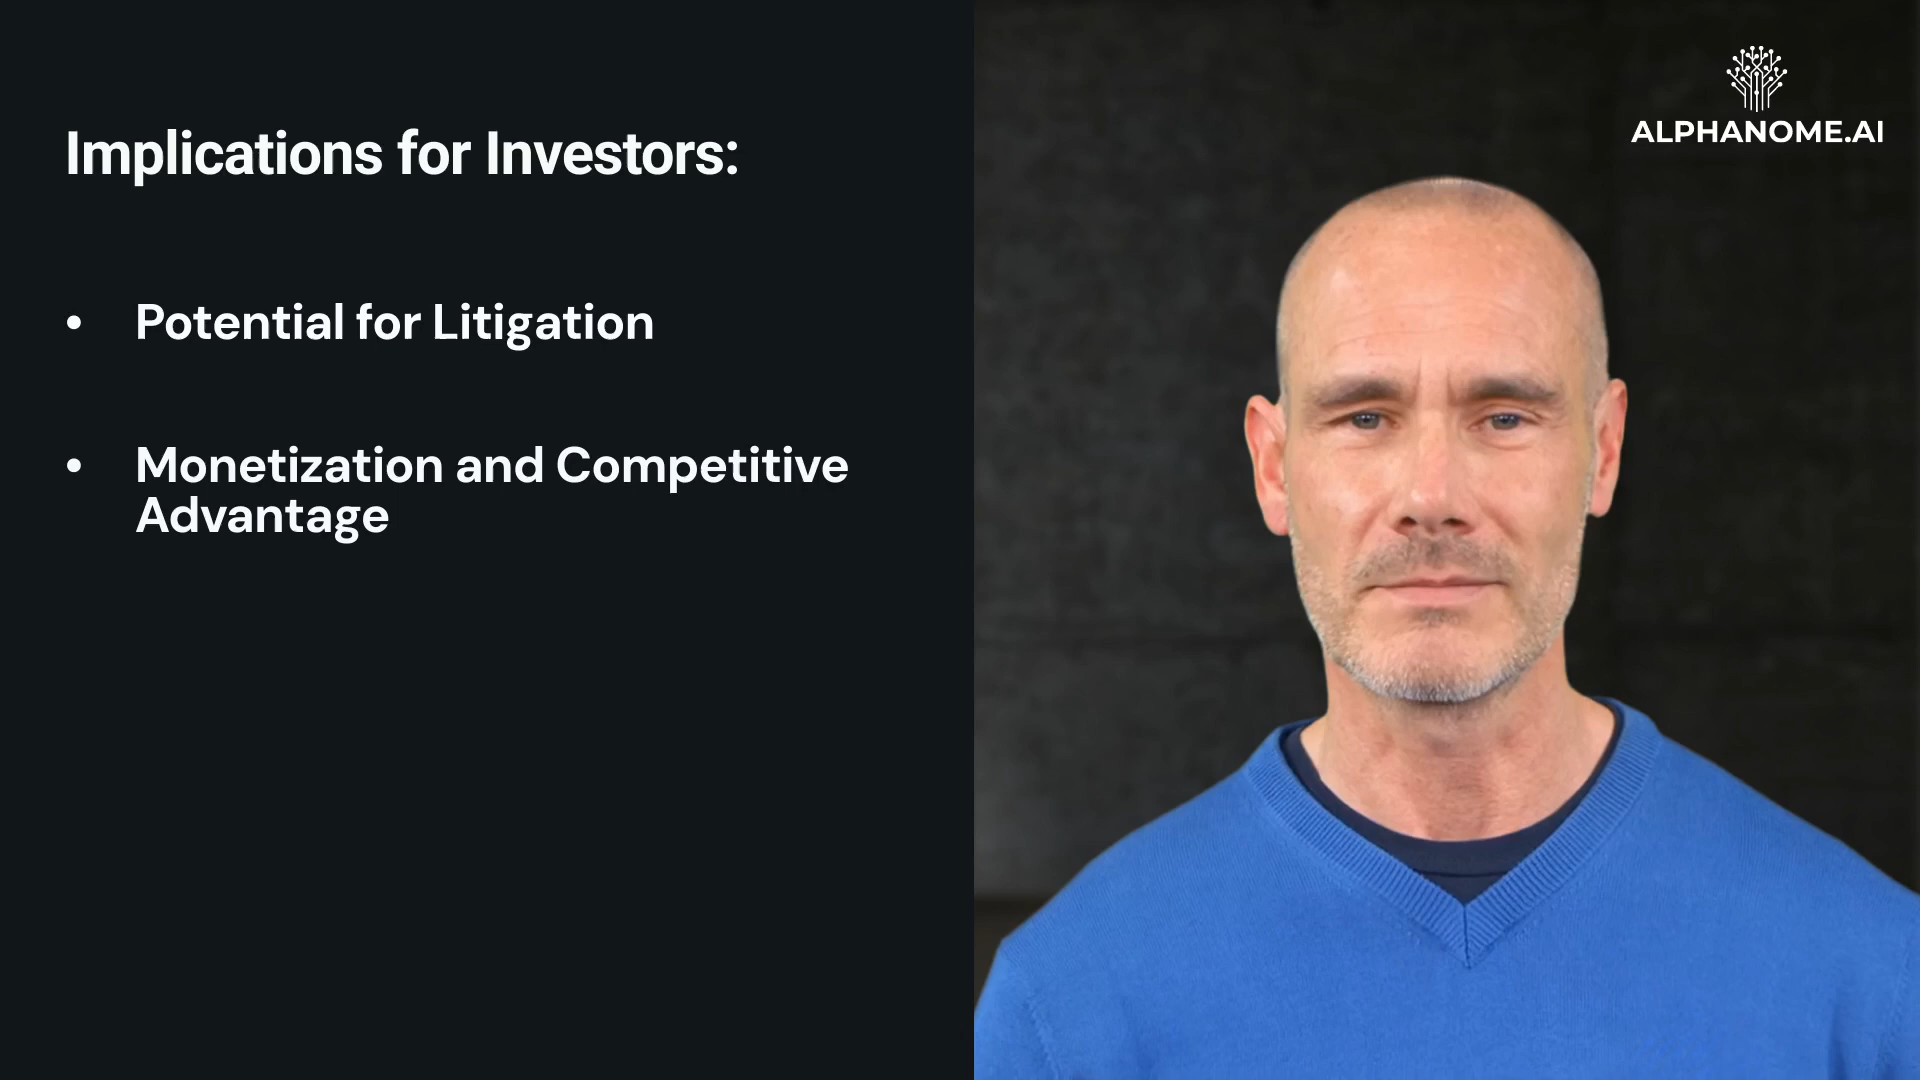 ALPHANOME.AI
Implications for Investors:
• Potential for Litigation
• Monetization and Competitive
Advantage